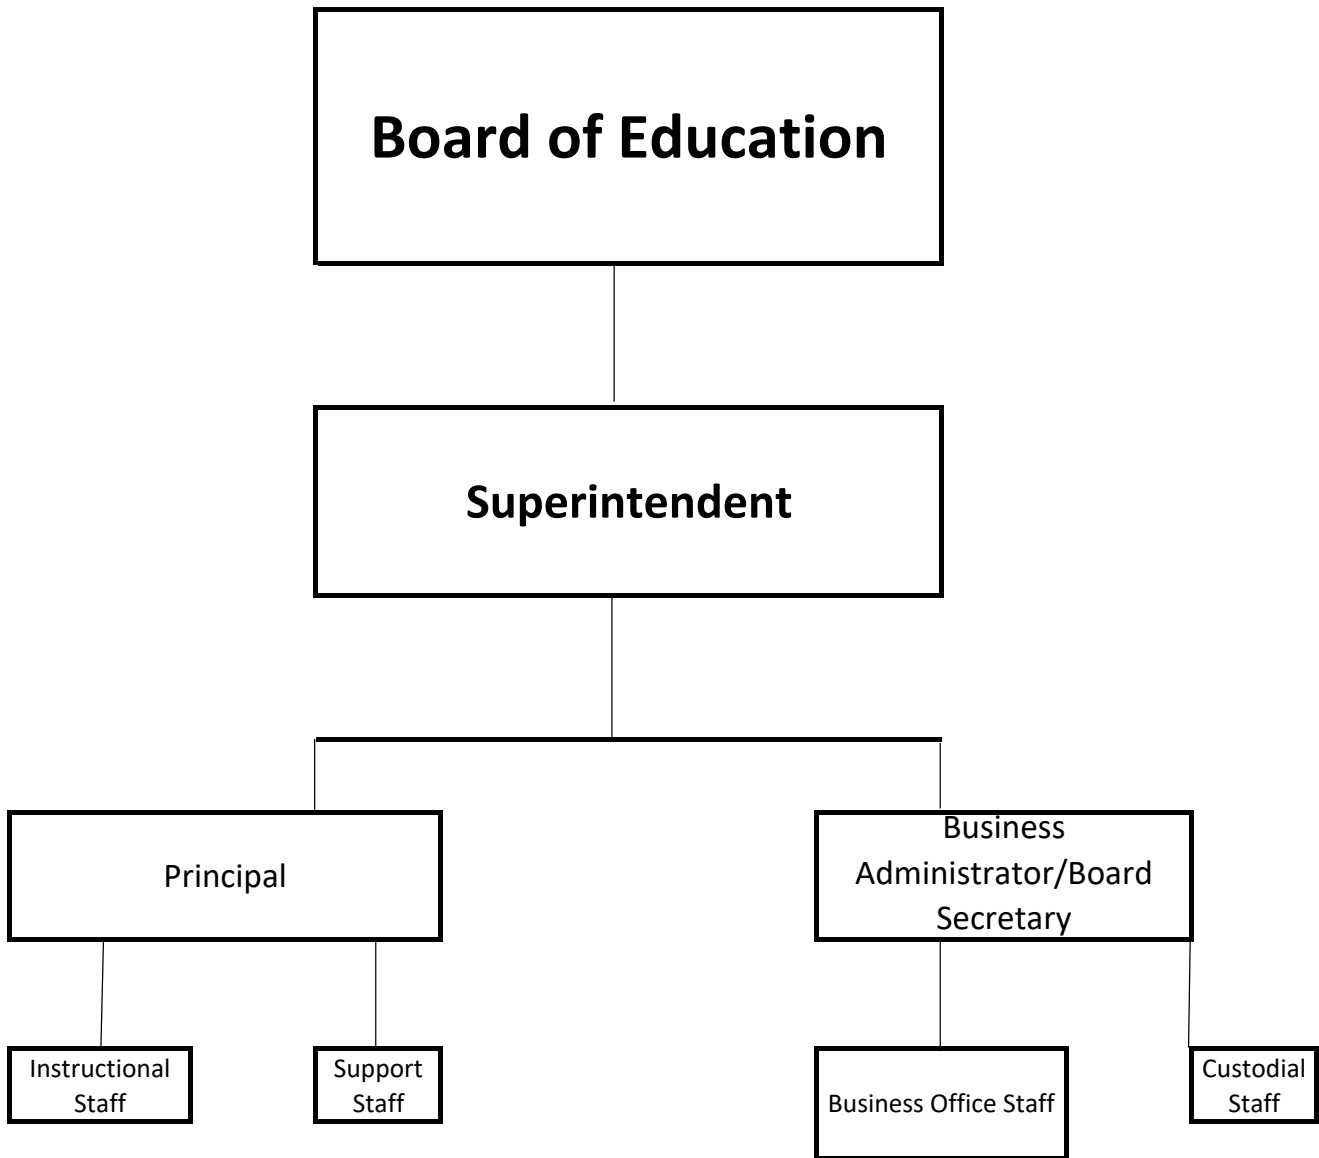 Board of Education
Superintendent
Principal
Business
Administrator/Board
Secretary
Instructional
Staff
Support
Staff
Business Office Staff
Custodial
Staff